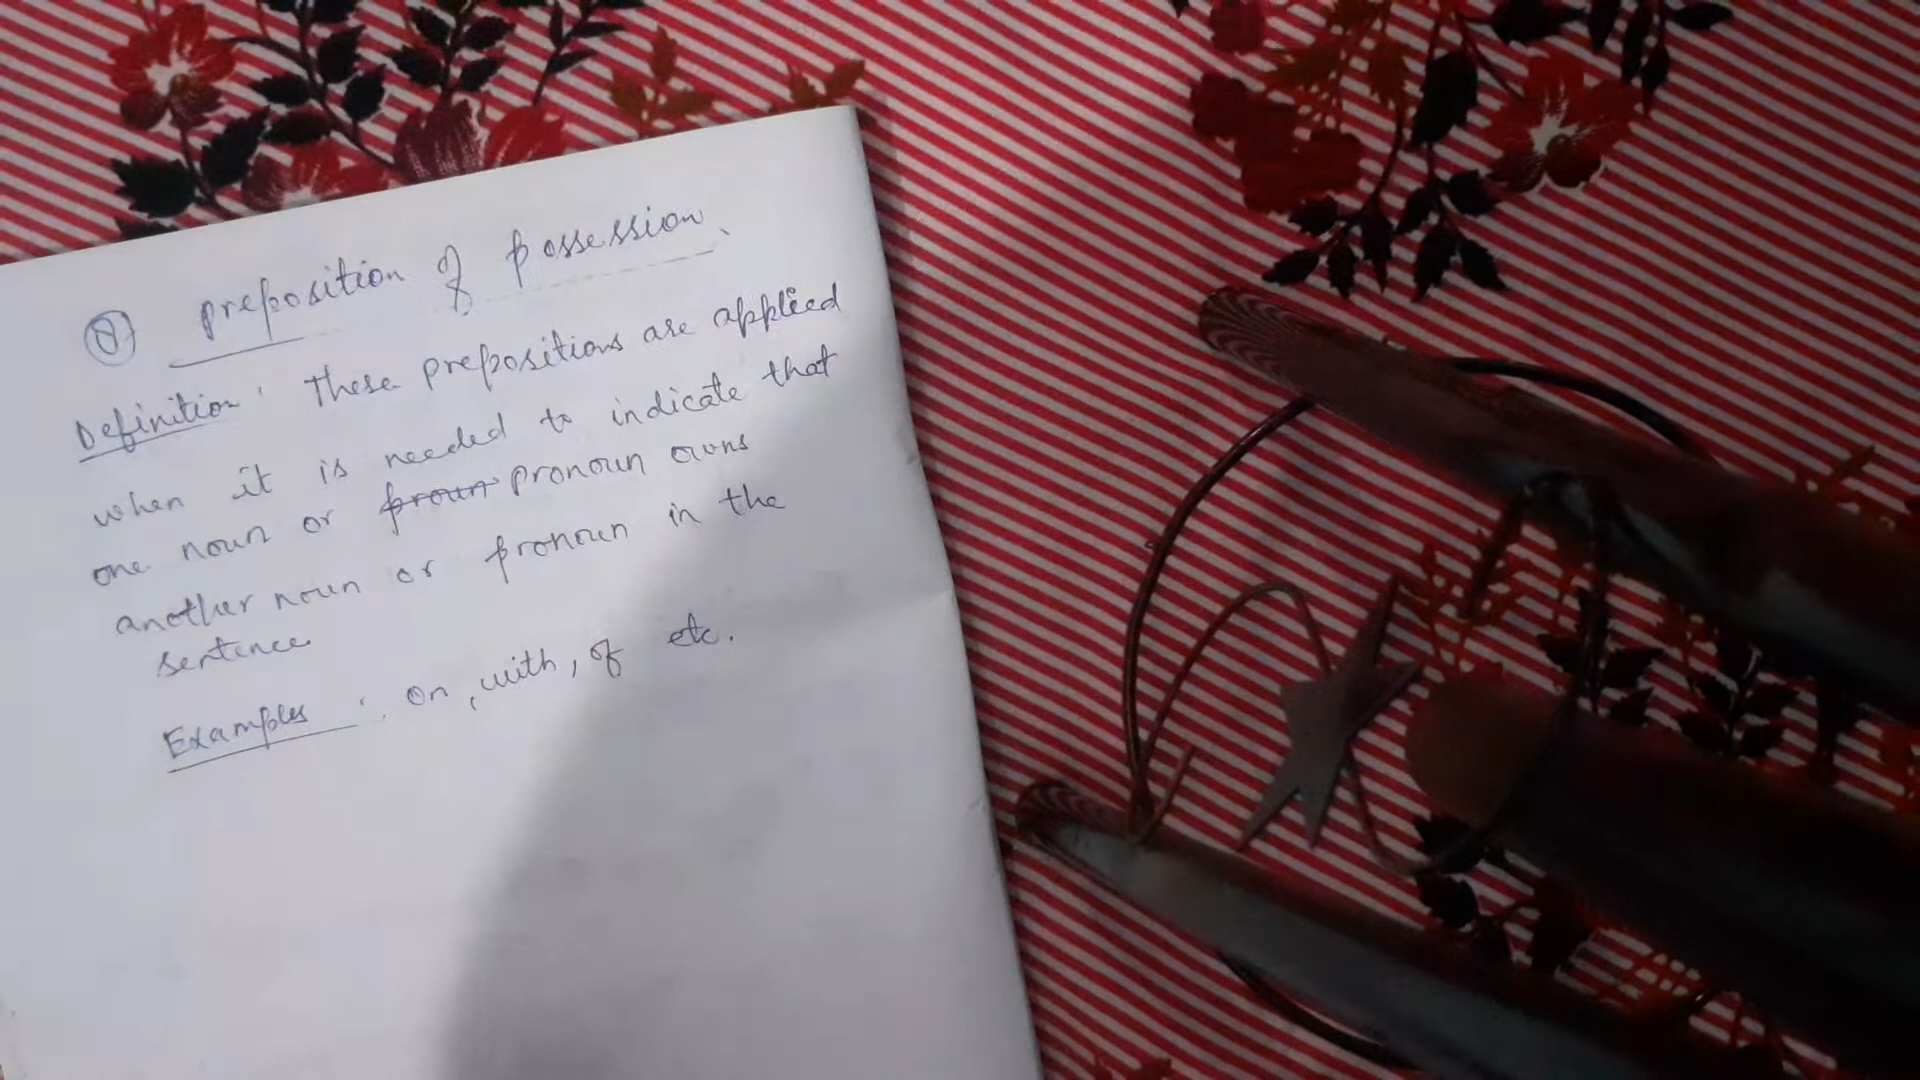 preposition of possession
Definition: These prepositions are applied
when it is needed to indicate that
one noun or proun pronoun owns
another noun or pronoun in the
sentence
Examples: on, with, of etc.